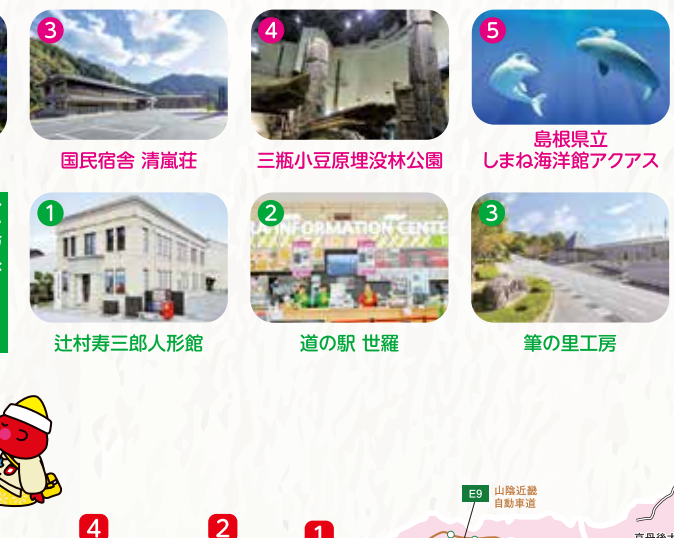 3
4
5
国民宿舎 清嵐荘
三瓶小豆原埋没林公園
島根県立
しまね海洋館アクアス
1
2
3
INFORMATION CENTE
辻村寿三郎人形館
道の駅 世羅
筆の里工房
E9
山陰近畿
自動車道
4
2
1